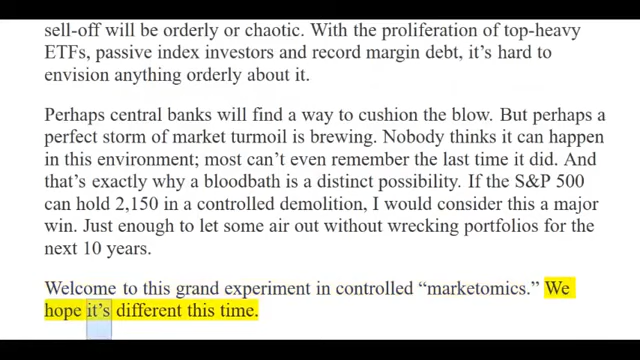 sell-off will be orderly or chaotic. With the proliferation of top-heavy
ETFs, passive index investors and record margin debt, it’s hard to
envision anything orderly about it.
Perhaps central banks will find a way to cushion the blow. But perhaps a
perfect storm of market turmoil is brewing. Nobody thinks it can happen
in this environment; most can’t even remember the last time it did. And
that’s exactly why a bloodbath is a distinct possibility. If the S&P 500
can hold 2,150 in a controlled demolition, I would consider this a major
win. Just enough to let some air out without wrecking portfolios for the
next 10 years.
Welcome to this grand experiment in controlled “marketomics.” We
hope it’s different this time.